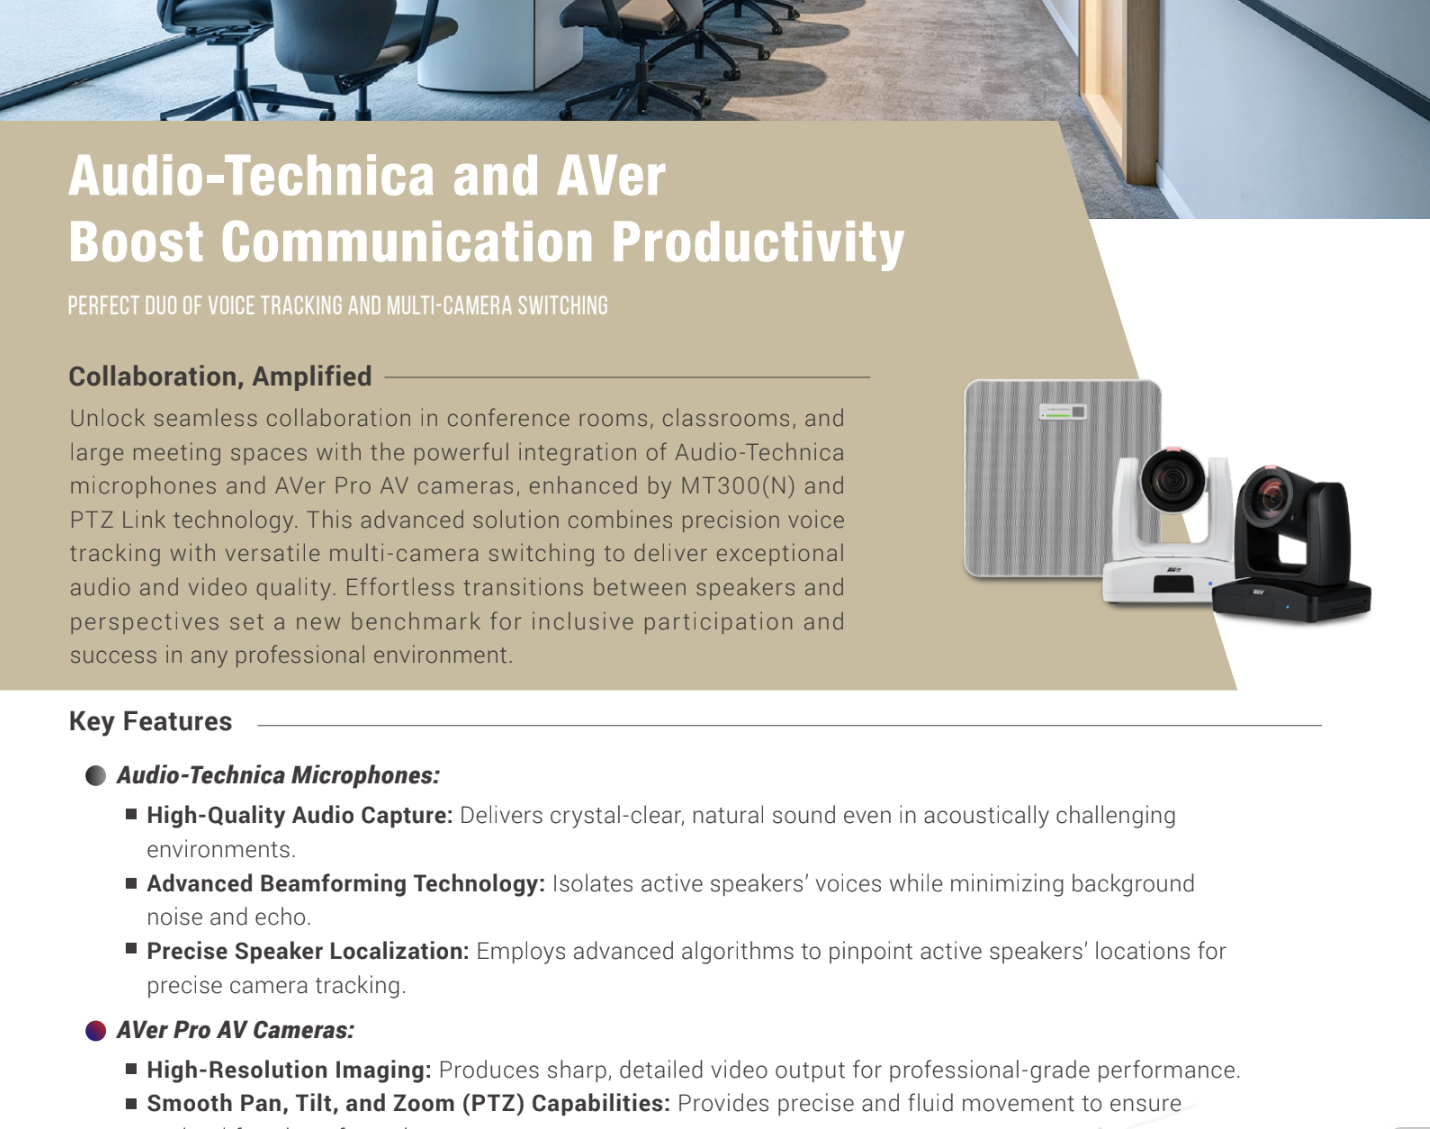 Audio-Technica and AVer
Boost Communication Productivity
PERFECT DUO OF VOICE TRACKING AND MULTI-CAMERA SWITCHING
Collaboration, Amplified
Unlock seamless collaboration in conference rooms, classrooms, and
large meeting spaces with the powerful integration of Audio-Technica
microphones and AVer Pro AV cameras, enhanced by MT300(N) and
PTZ Link technology. This advanced solution combines precision voice
tracking with versatile multi-camera switching to deliver exceptional
audio and video quality. Effortless transitions between speakers and
perspectives set a new benchmark for inclusive participation and
success in any professional environment.
AVer
AVer
Key Features
Audio-Technica Microphones:
■ High-Quality Audio Capture: Delivers crystal-clear, natural sound even in acoustically challenging
environments.
■ Advanced Beamforming Technology: Isolates active speakers’ voices while minimizing background
noise and echo.
■ Precise Speaker Localization: Employs advanced algorithms to pinpoint active speakers’ locations for
precise camera tracking.
AVer Pro AV Cameras:
■ High-Resolution Imaging: Produces sharp, detailed video output for professional-grade performance.
■ Smooth Pan, Tilt, and Zoom (PTZ) Capabilities: Provides precise and fluid movement to ensure